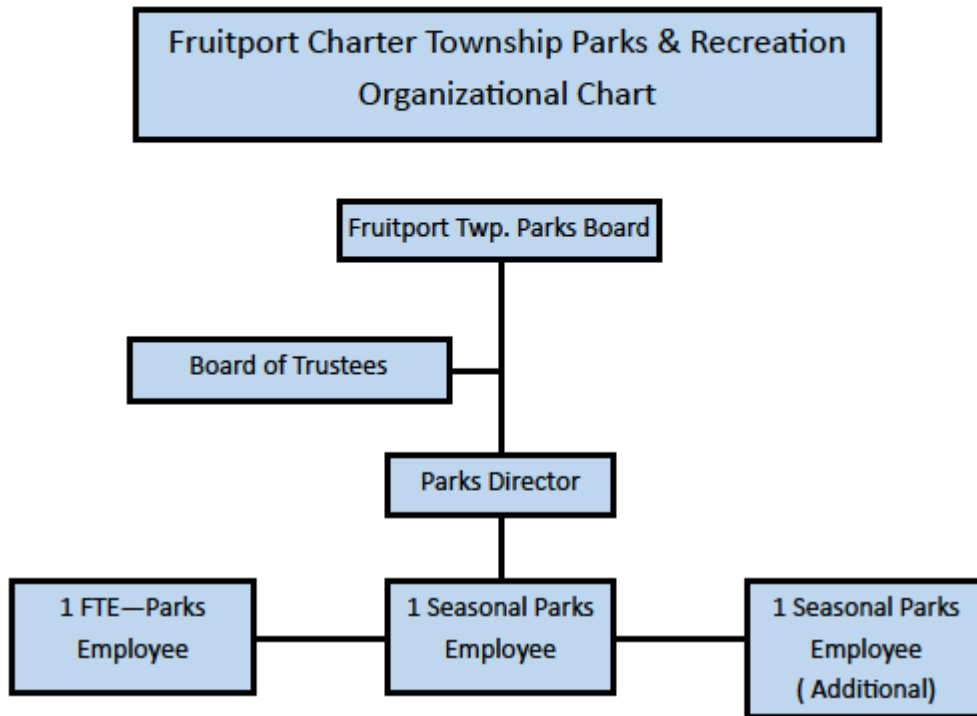 Fruitport Charter Township Parks & Recreation
Organizational Chart
Fruitport Twp. Parks Board
Board of Trustees
Parks Director
1 FTE—Parks
Employee
1 Seasonal Parks
Employee
1 Seasonal Parks
Employee
( Additional)